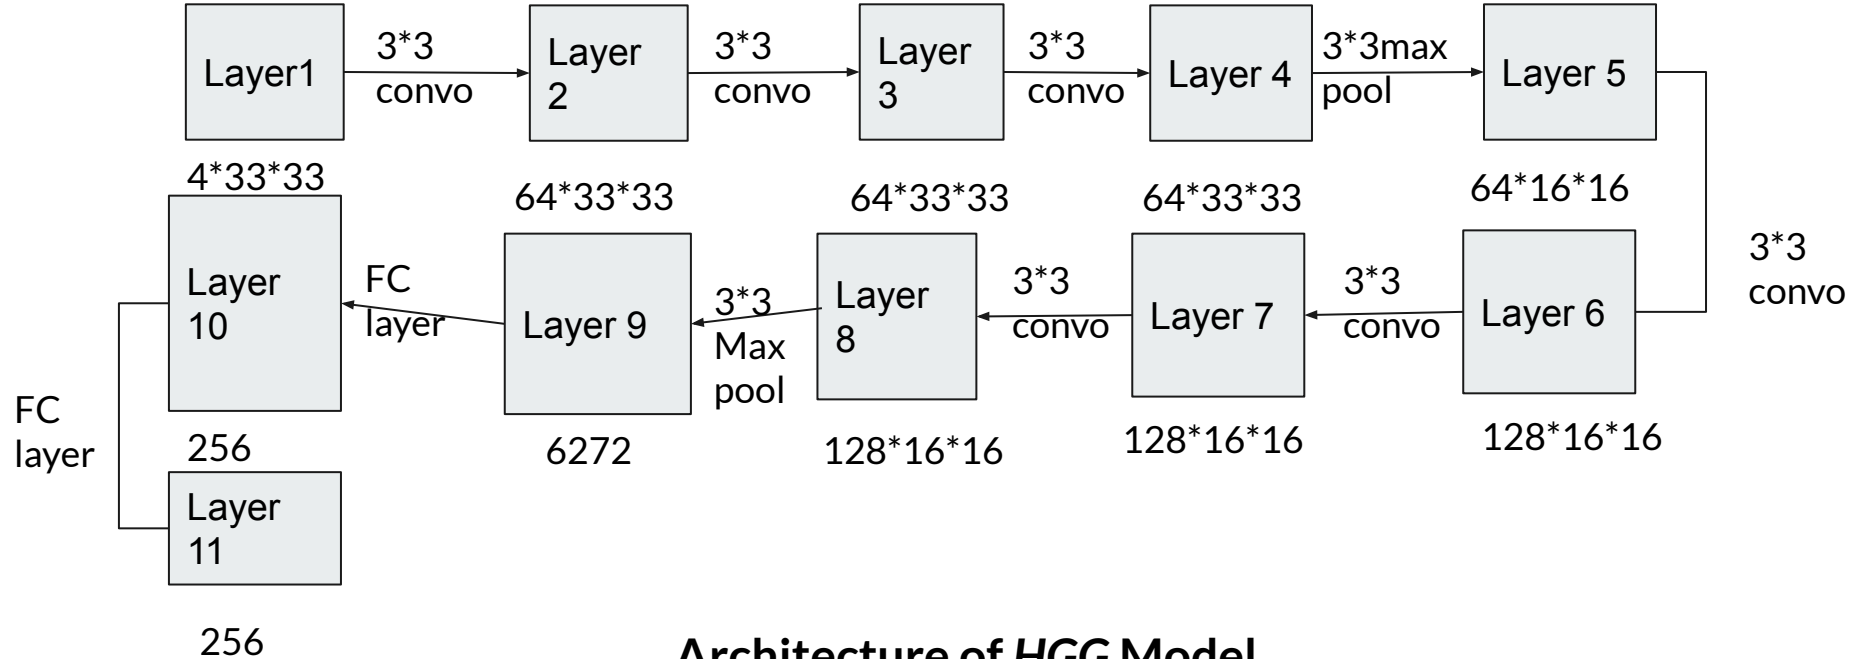 Layer1
3*3
convo
Layer
2
3*3
convo
Layer
3
3*3
convo
Layer 4
3*3max
pool
Layer 5
4*33*33
64*33*33
64*33*33
64*33*33
64*16*16
3*3
convo
Layer 6
3*3
convo
Layer 7
3*3
convo
Layer
8
3*3
Max
pool
Layer 9
FC
layer
Layer
10
128*16*16
128*16*16
128*16*16
6272
256
FC
layer
Layer
11
256
Architecture of HGG Model